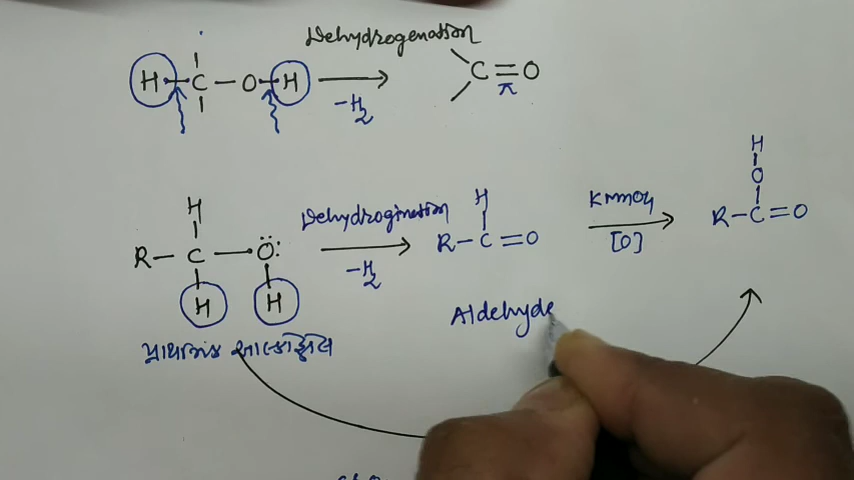 Dehydrogenation
H–C–O–H → C=O
–H₂ π
H H H
O
R–C–Ö: Dehydrogination R–C=O KMnO₄ R–C=O
–H₂ [O]
H H
Aldehyde
પ્રાથમિક આલ્કોહોલ